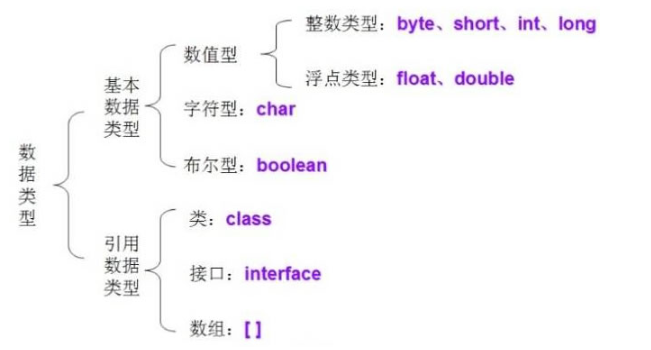 数据类型
基本数据类型
数值型
整数类型：byte、short、int、long
浮点类型：float、double
字符型：char
布尔型：boolean
引用数据类型
类：class
接口：interface
数组：[ ]